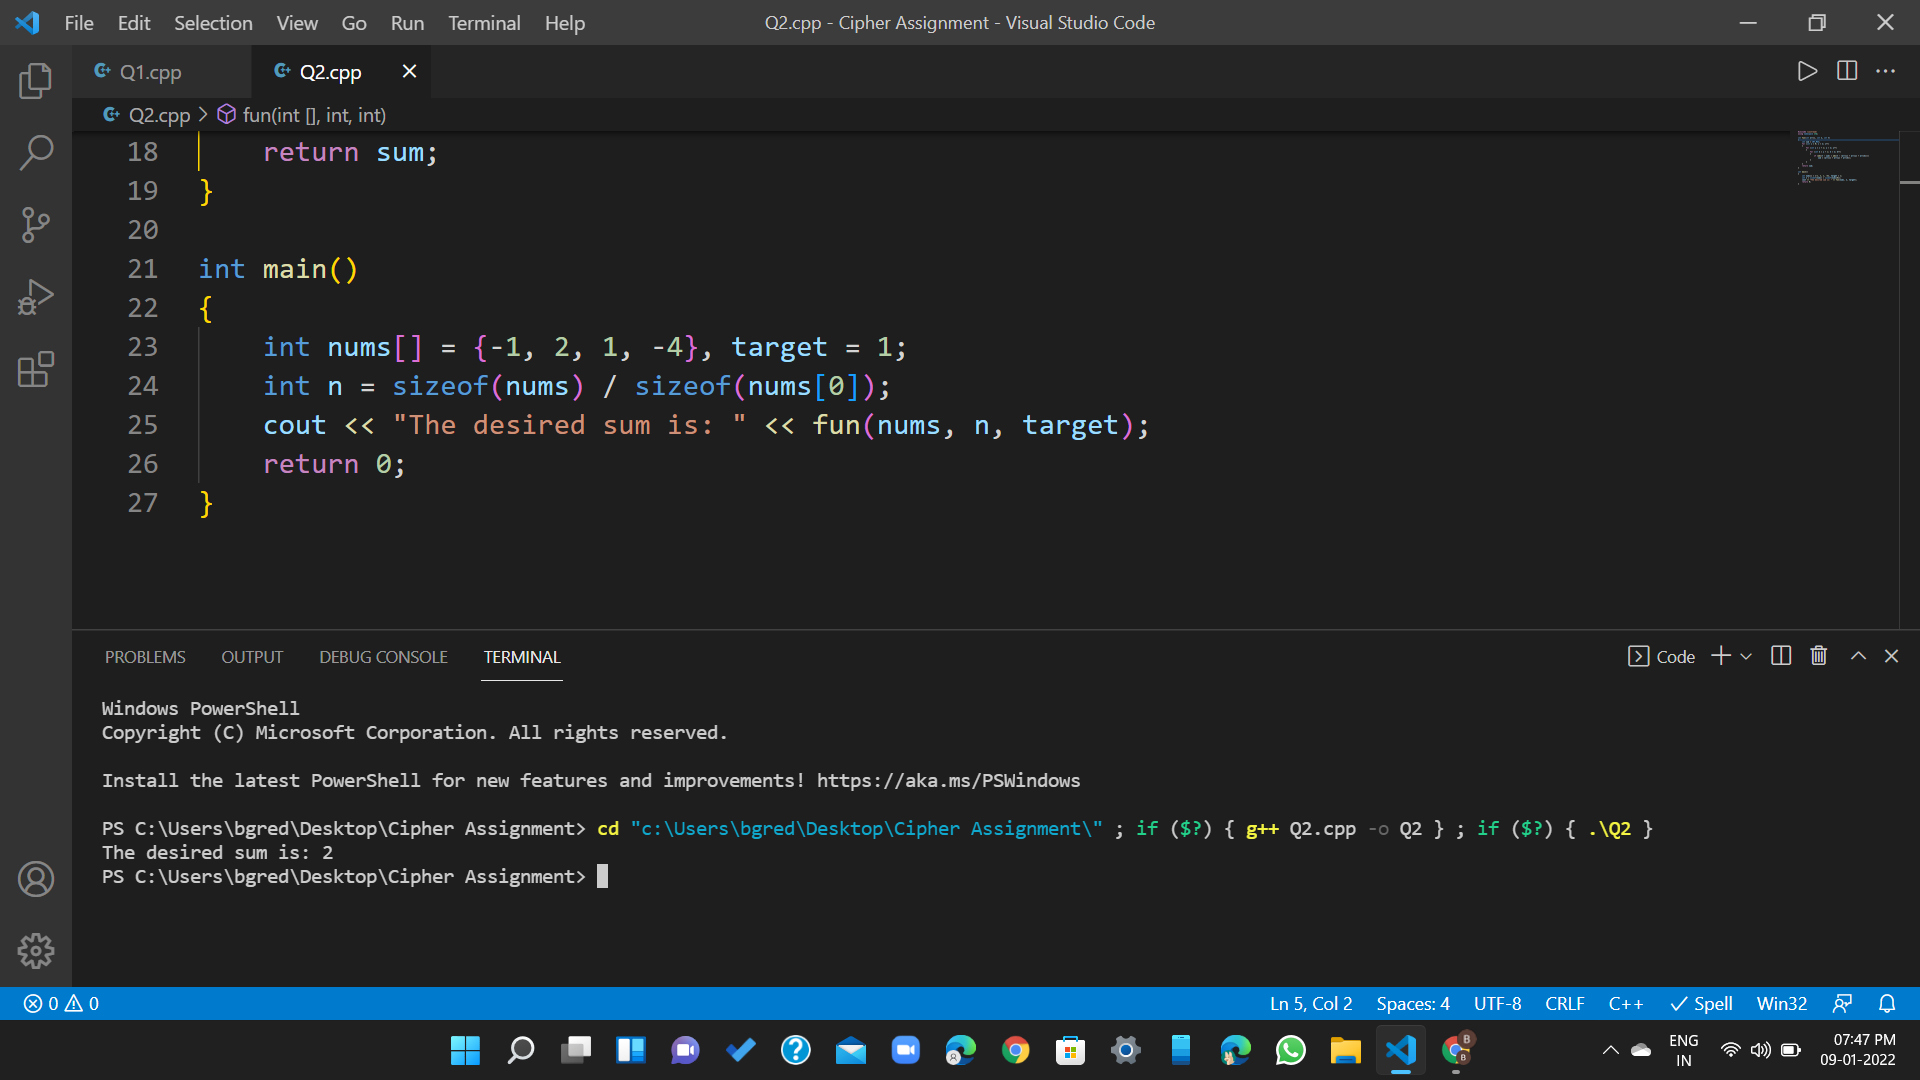 File Edit Selection View Go Run Terminal Help Q2.cpp - Cipher Assignment - Visual Studio Code
Q1.cpp Q2.cpp
Q2.cpp > fun(int [], int, int)
18 return sum;
19 }
20
21 int main()
22 {
23 int nums[] = {-1, 2, 1, -4}, target = 1;
24 int n = sizeof(nums) / sizeof(nums[0]);
25 cout << "The desired sum is: " << fun(nums, n, target);
26 return 0;
27 }
PROBLEMS OUTPUT DEBUG CONSOLE TERMINAL Code
Windows PowerShell
Copyright (C) Microsoft Corporation. All rights reserved.
Install the latest PowerShell for new features and improvements! https://aka.ms/PSWindows
PS C:\Users\bgred\Desktop\Cipher Assignment> cd "c:\Users\bgred\Desktop\Cipher Assignment\" ; if ($?) { g++ Q2.cpp -o Q2 } ; if ($?) { .\Q2 }
The desired sum is: 2
PS C:\Users\bgred\Desktop\Cipher Assignment>
0 0 Ln 5, Col 2 Spaces: 4 UTF-8 CRLF C++ Spell Win32
ENG 07:47 PM
IN 09-01-2022